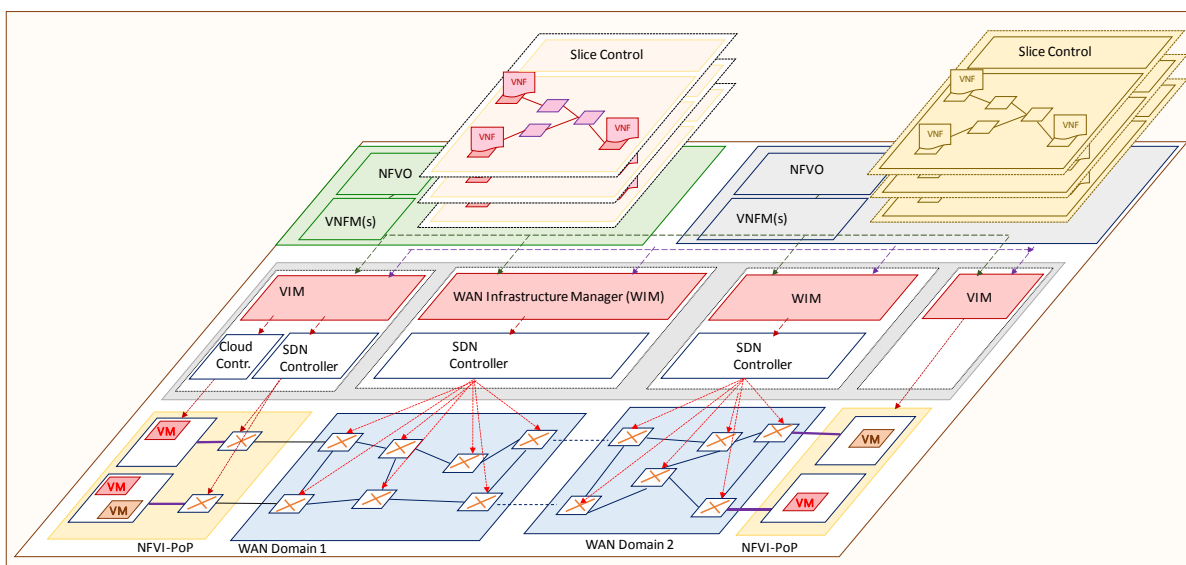 Slice Control
VNF
VNF
VNF
Slice Control
VNF
VNF
VNF
NFVO
VNFM(s)
NFVO
VNFM(s)
VIM
WAN Infrastructure Manager (WIM)
WIM
VIM
Cloud
Contr.
SDN
Controller
SDN
Controller
SDN
Controller
VM
VM
VM
VM
VM
NFVI-PoP
WAN Domain 1
WAN Domain 2
NFVI-PoP